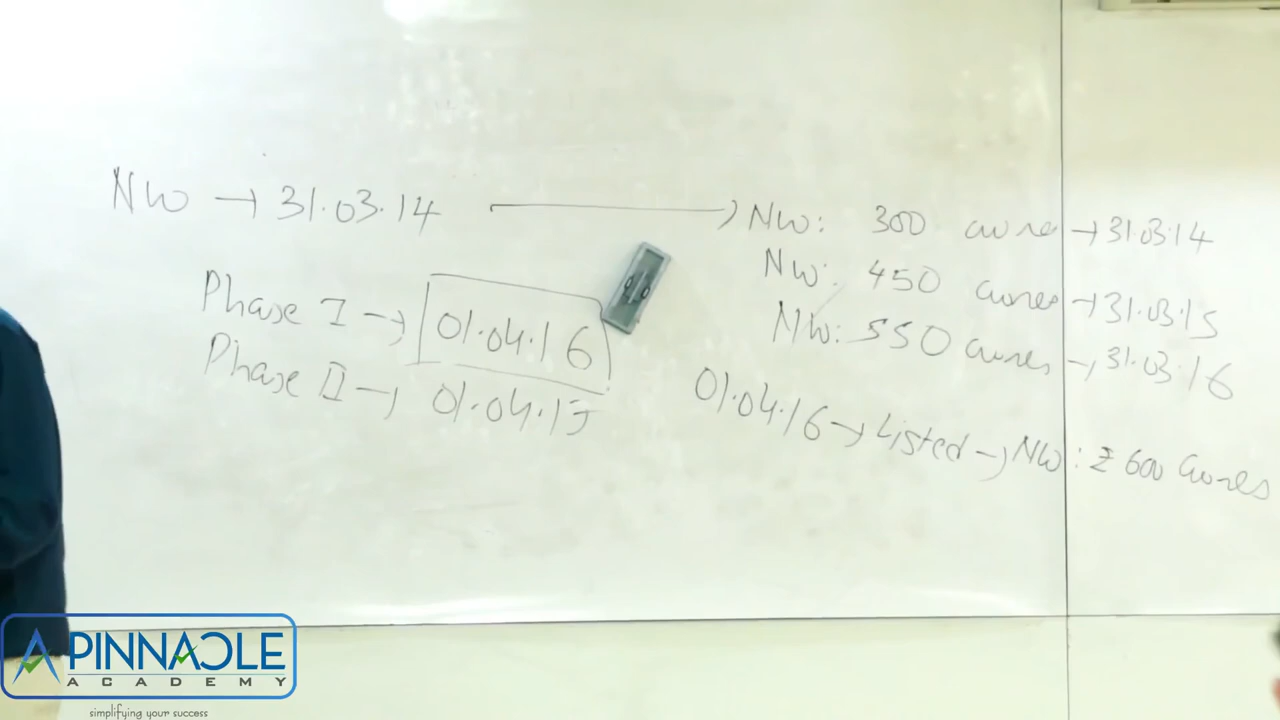 NW → 31.03.14 → NW: 300 crores → 31.03.14
NW: 450 crores → 31.03.15
Phase I → 01.04.16
NW: 550 crores → 31.03.16
Phase II → 01.04.17
01.04.16 → Listed → NW: ₹ 600 crores
PINNACLE
ACADEMY
simplifying your success